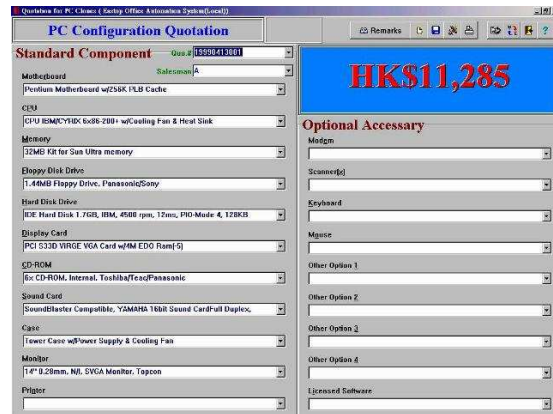 Quotation for PC Clones ( Eastop Office Automation System(Local))
PC Configuration Quotation
Remarks
Standard Component
Quo.# 19990413001
Salesman A
HK$11,285
Motherboard
Pentium Motherboard w/256K PLB Cache
CPU
CPU IBM/CYRIX 6x86-200+ w/Cooling Fan & Heat Sink
Memory
32MB Kit for Sun Ultra memory
Floppy Disk Drive
1.44MB Floppy Drive, Panasonic/Sony
Hard Disk Drive
IDE Hard Disk 1.7GB, IBM, 4500 rpm, 12ms, PIO-Mode 4, 128KB
Display Card
PCI S33D VIRGE VGA Card w/4M EDO Ram(-5)
CD-ROM
6x CD-ROM, Internal, Toshiba/Teac/Panasonic
Sound Card
SoundBlaster Compatible, YAMAHA 16bit Sound CardFull Duplex,
Case
Tower Case w/Power Supply & Cooling Fan
Monitor
14" 0.28mm, N/I, SVGA Monitor, Topcon
Printer
Optional Accessary
Modem
Scanner(s)
Keyboard
Mouse
Other Option 1
Other Option 2
Other Option 3
Other Option 4
Licensed Software